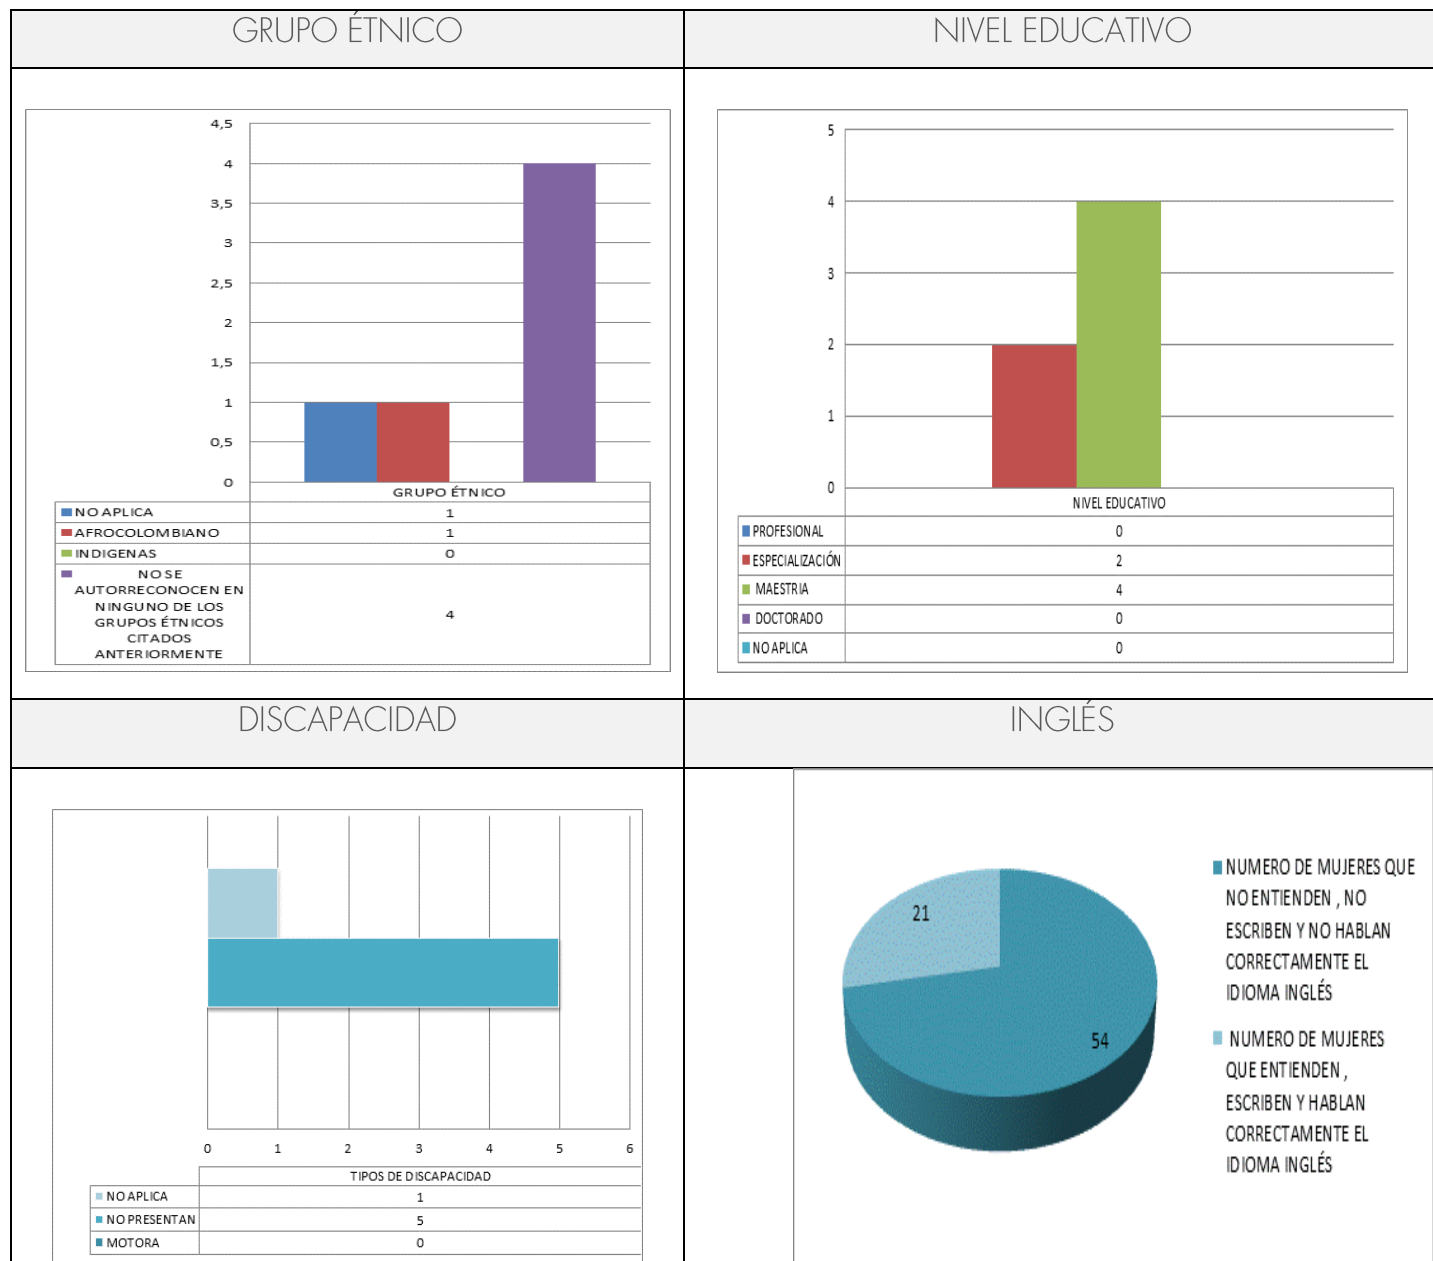 GRUPO ÉTNICO
NIVEL EDUCATIVO
4,5
4
3,5
3
2,5
2
1,5
1
0,5
0
GRUPO ÉTNICO
NO APLICA 1
AFROCOLOMBIANO 1
INDIGENAS 0
NO SE
AUTORRECONOCEN EN
NINGUNO DE LOS
GRUPOS ÉTNICOS
CITADOS
ANTERIORMENTE
4
5
4
3
2
1
0
NIVEL EDUCATIVO
PROFESIONAL 0
ESPECIALIZACIÓN 2
MAESTRIA 4
DOCTORADO 0
NO APLICA 0
DISCAPACIDAD
INGLÉS
0 1 2 3 4 5 6
TIPOS DE DISCAPACIDAD
NO APLICA 1
NO PRESENTAN 5
MOTORA 0
21
54
NUMERO DE MUJERES QUE
NO ENTIENDEN , NO
ESCRIBEN Y NO HABLAN
CORRECTAMENTE EL
IDIOMA INGLÉS
NUMERO DE MUJERES
QUE ENTIENDEN ,
ESCRIBEN Y HABLAN
CORRECTAMENTE EL
IDIOMA INGLÉS